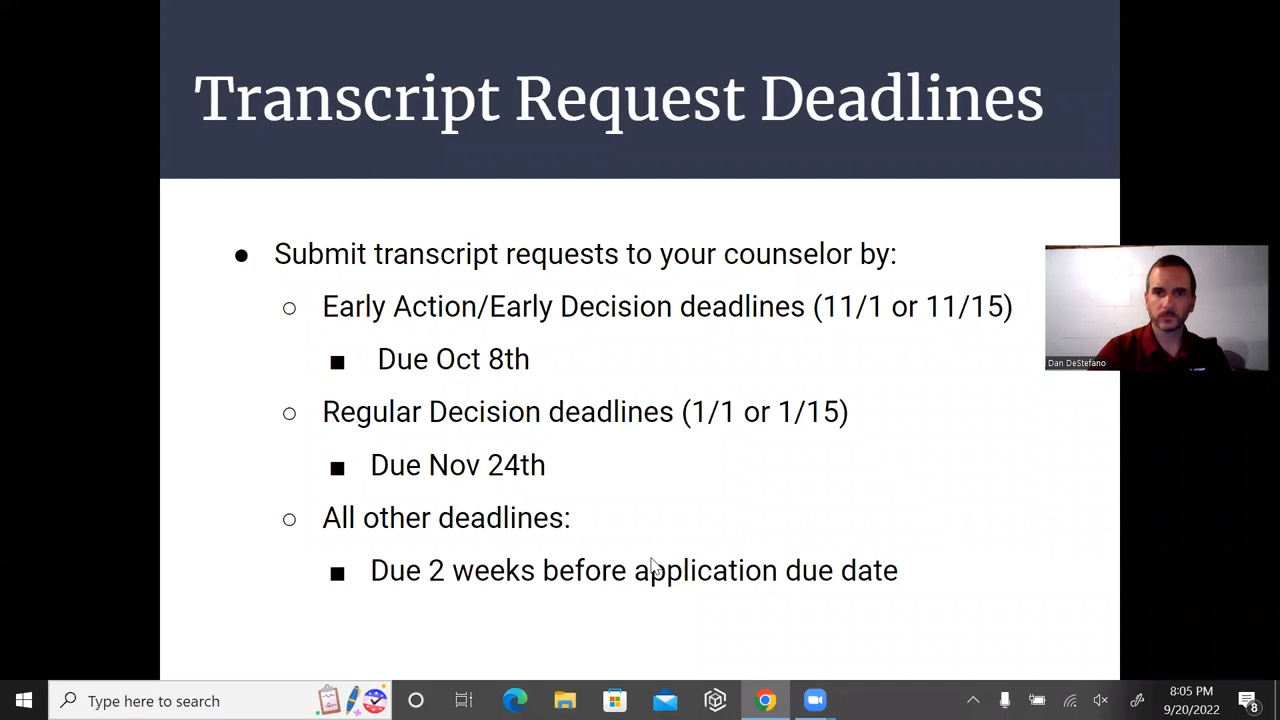 Transcript Request Deadlines
● Submit transcript requests to your counselor by:
○ Early Action/Early Decision deadlines (11/1 or 11/15)
■ Due Oct 8th
○ Regular Decision deadlines (1/1 or 1/15)
■ Due Nov 24th
○ All other deadlines:
■ Due 2 weeks before application due date
Dan DeStefano
Type here to search
8:05 PM
9/20/2022
8